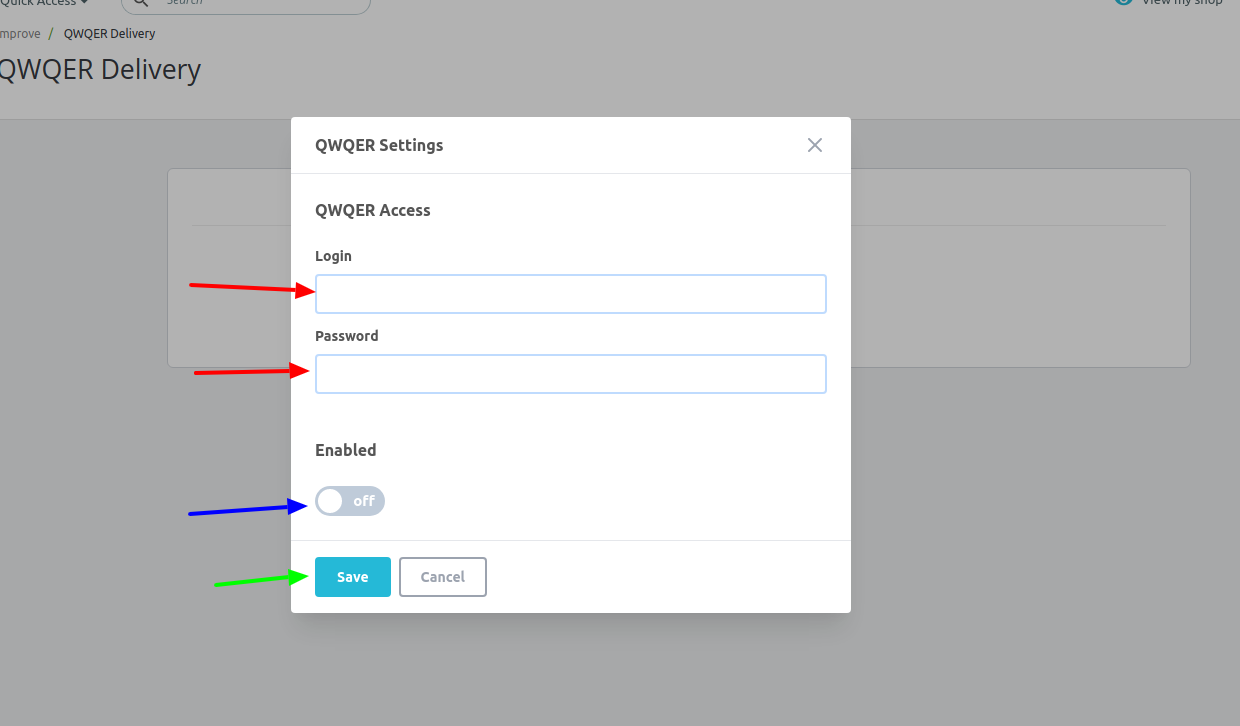 Quick Access
Search
View my shop
mprove / QWQER Delivery
QWQER Delivery
QWQER Settings
QWQER Access
Login
Password
Enabled
off
Save Cancel